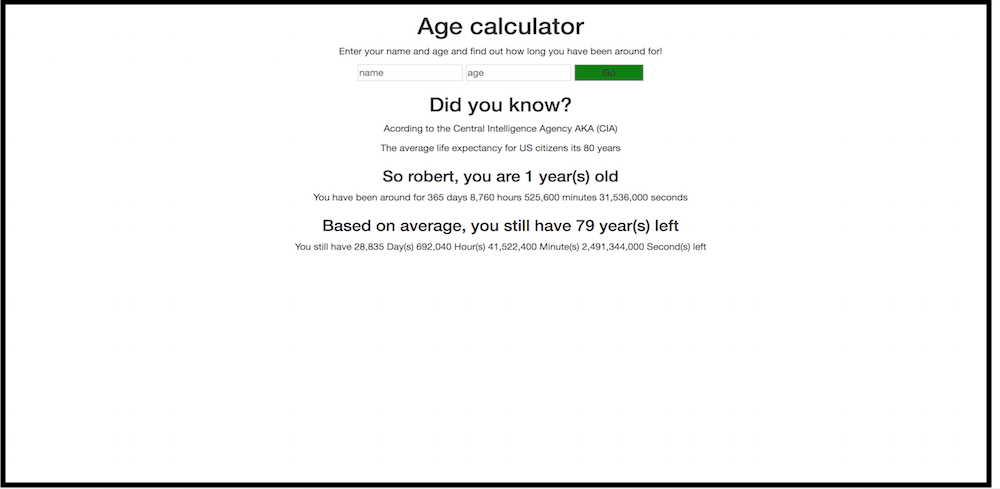 Age calculator
Enter your name and age and find out how long you have been around for!
name age Go
Did you know?
Acording to the Central Intelligence Agency AKA (CIA)
The average life expectancy for US citizens its 80 years
So robert, you are 1 year(s) old
You have been around for 365 days 8,760 hours 525,600 minutes 31,536,000 seconds
Based on average, you still have 79 year(s) left
You still have 28,835 Day(s) 692,040 Hour(s) 41,522,400 Minute(s) 2,491,344,000 Second(s) left